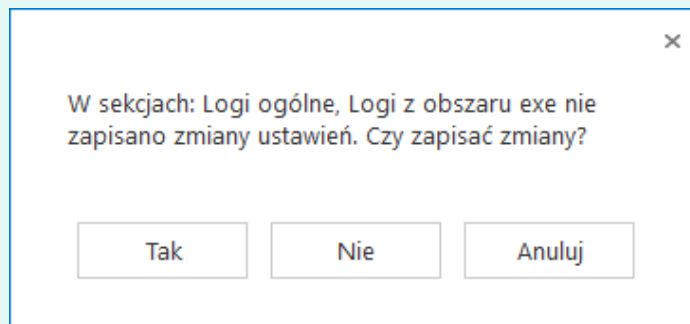 W sekcjach: Logi ogólne, Logi z obszaru exe nie
zapisano zmiany ustawień. Czy zapisać zmiany?
Tak Nie Anuluj